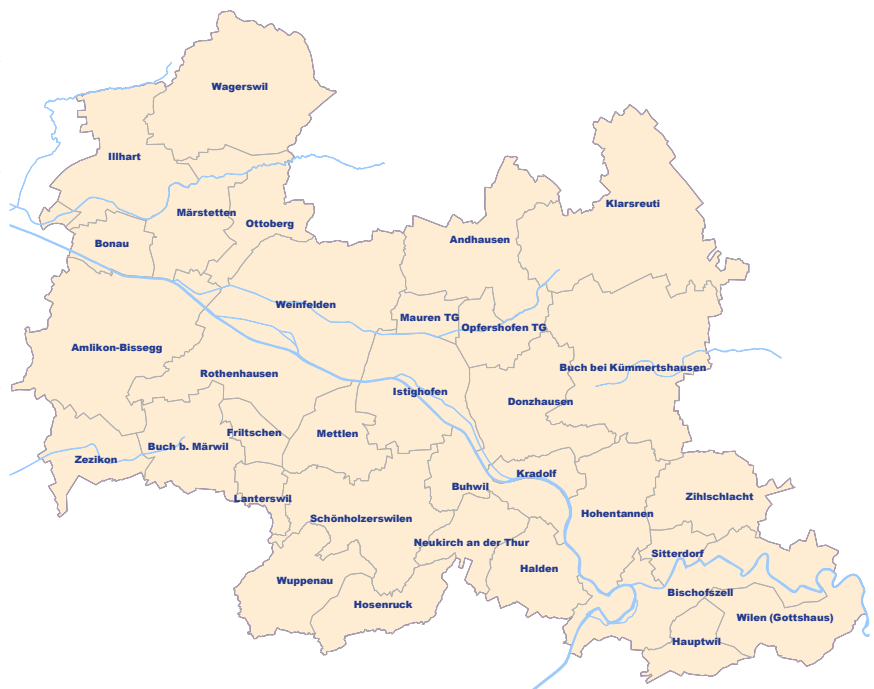 Wagerswil
Illhart
Klarsreuti
Märstetten
Ottoberg
Andhausen
Bonau
Weinfelden
Mauren TG
Opfershofen TG
Amlikon-Bissegg
Buch bei Kümmertshausen
Rothenhausen
Istighofen
Donzhausen
Friltschen
Mettlen
Buch b. Märwil
Zezikon
Kradolf
Buhwil
Lanterswil
Zihlschlacht
Hohentannen
Schönholzerswilen
Neukirch an der Thur
Sitterdorf
Halden
Wuppenau
Bischofszell
Hosenruck
Wilen (Gottshaus)
Hauptwil